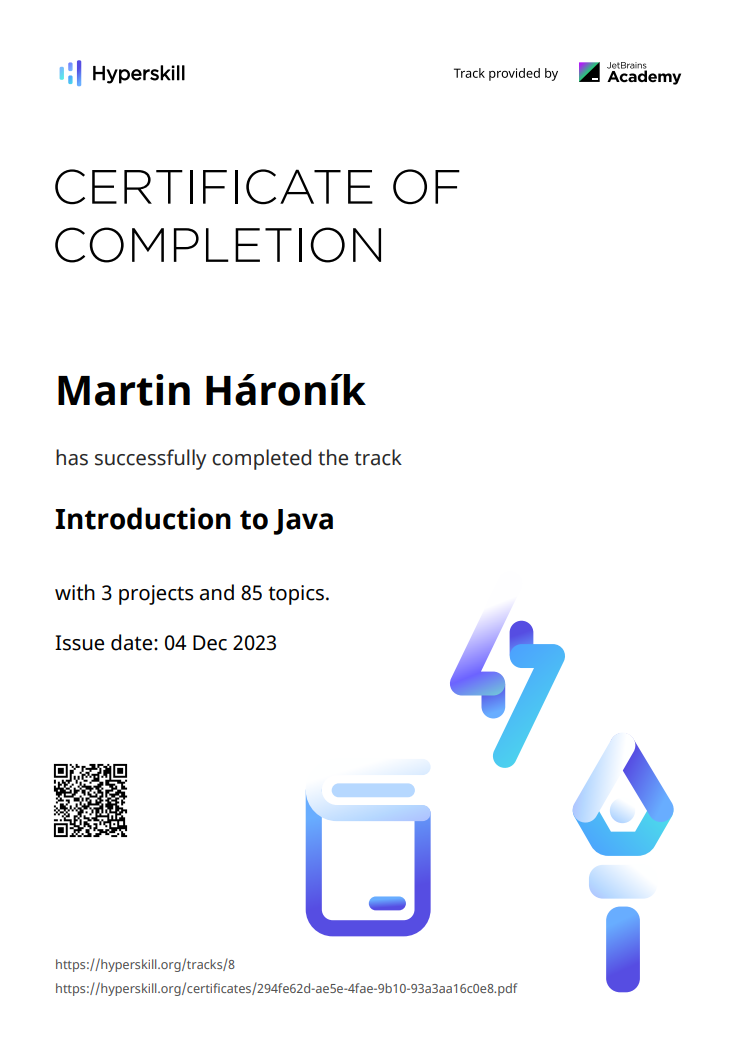 Hyperskill
Track provided by
JetBrains
Academy
CERTIFICATE OF
COMPLETION
Martin Hároník
has successfully completed the track
Introduction to Java
with 3 projects and 85 topics.
Issue date: 04 Dec 2023
https://hyperskill.org/tracks/8
https://hyperskill.org/certificates/294fe62d-ae5e-4fae-9b10-93a3aa16c0e8.pdf